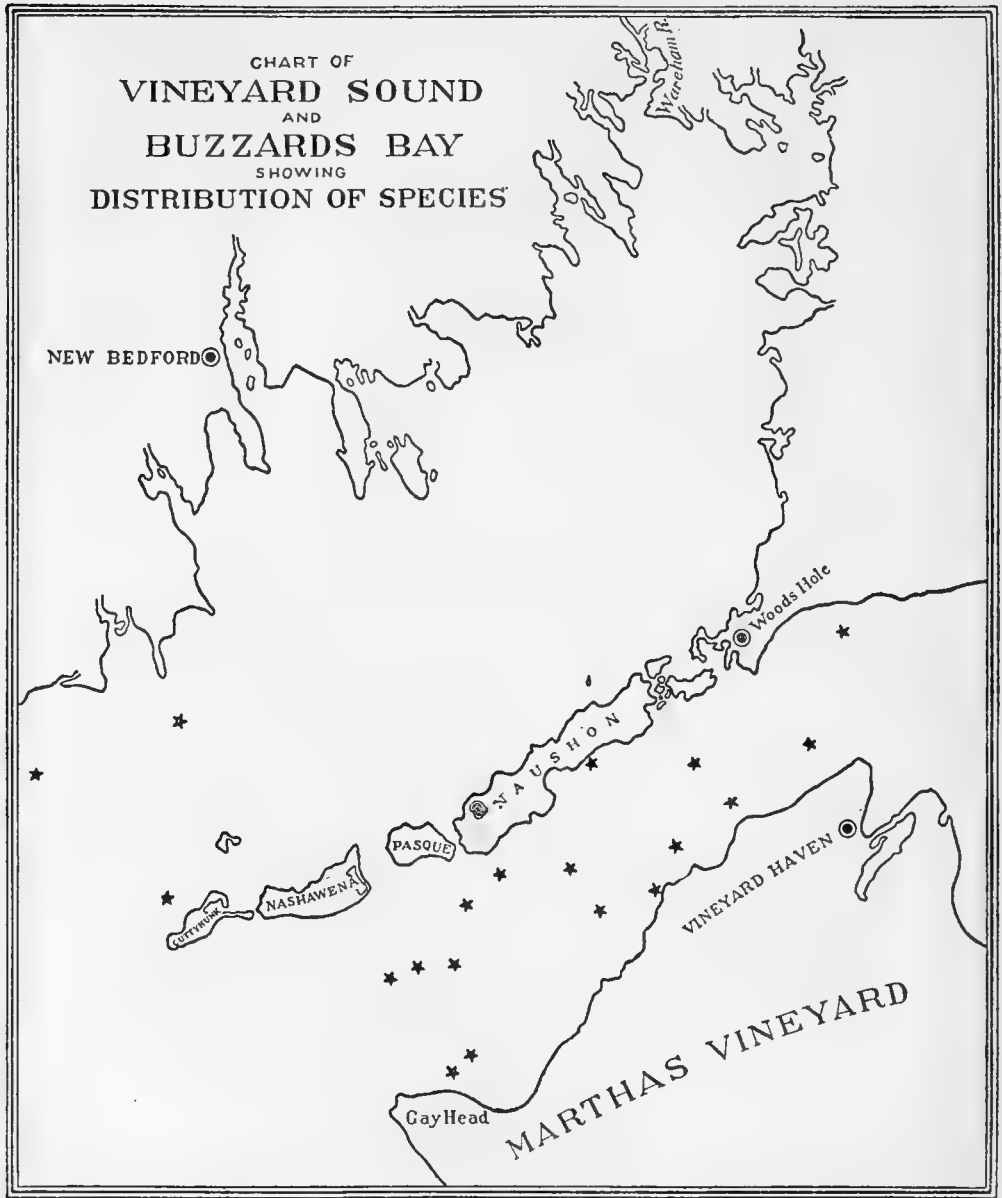 CHART OF
VINEYARD SOUND
AND
BUZZARDS BAY
SHOWING
DISTRIBUTION OF SPECIES
Wareham R.
NEW BEDFORD
Woods Hole
NAUSHON
PASQUE
NASHAWENA
CUTTYHUNK
VINEYARD HAVEN
MARTHAS VINEYARD
Gay Head